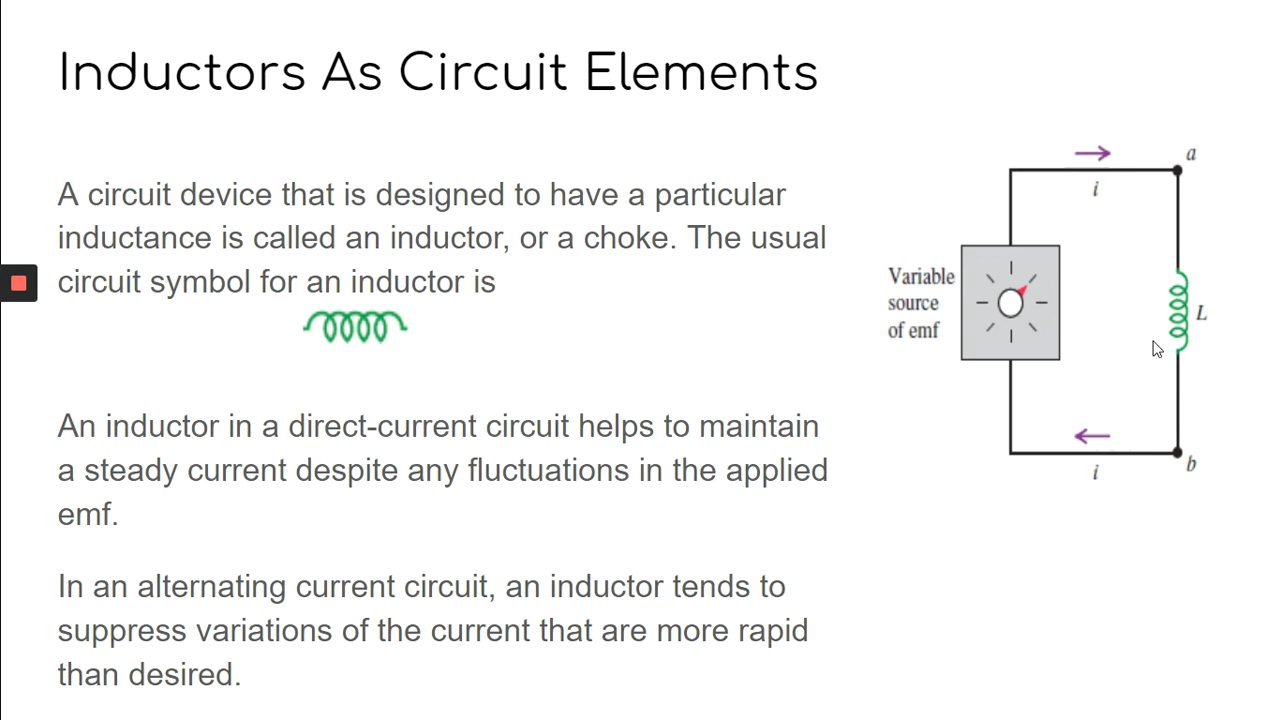 Inductors As Circuit Elements
A circuit device that is designed to have a particular
inductance is called an inductor, or a choke. The usual
circuit symbol for an inductor is
An inductor in a direct-current circuit helps to maintain
a steady current despite any fluctuations in the applied
emf.
In an alternating current circuit, an inductor tends to
suppress variations of the current that are more rapid
than desired.
a
i
Variable
source
of emf
L
i
b